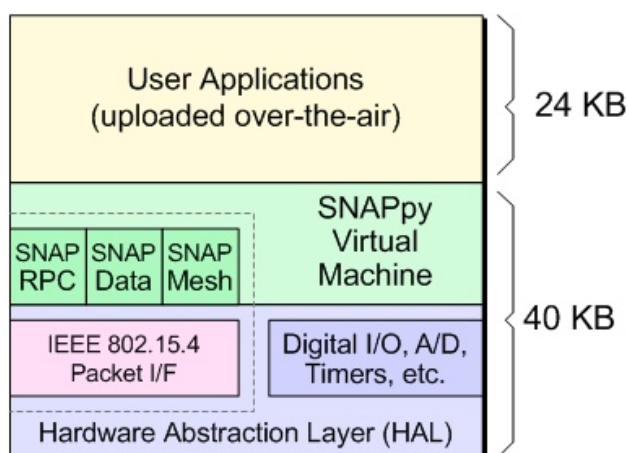 User Applications
(uploaded over-the-air)
24 KB
SNAPpy
Virtual
Machine
SNAP
RPC
SNAP
Data
SNAP
Mesh
40 KB
IEEE 802.15.4
Packet I/F
Digital I/O, A/D,
Timers, etc.
Hardware Abstraction Layer (HAL)